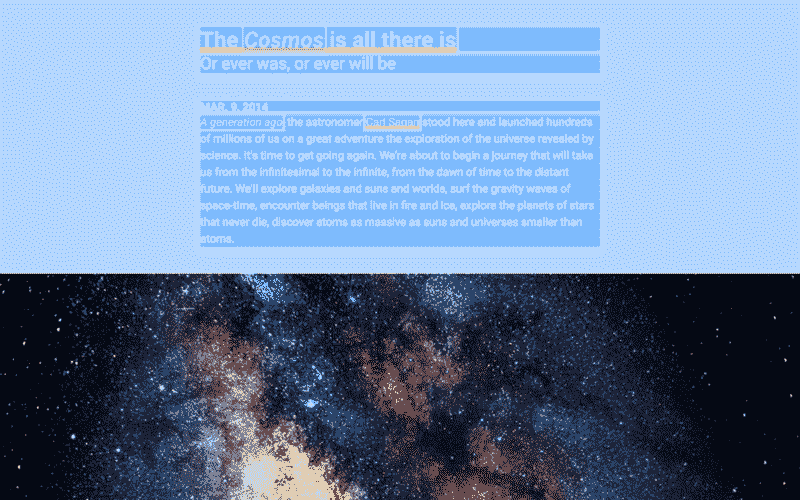 The Cosmos is all there is
Or ever was, or ever will be
MAR. 9, 2014
A generation ago the astronomer Carl Sagan stood here and launched hundreds
of millions of us on a great adventure the exploration of the universe revealed by
science. It's time to get going again. We're about to begin a journey that will take
us from the infinitesimal to the infinite, from the dawn of time to the distant
future. We'll explore galaxies and suns and worlds, surf the gravity waves of
space-time, encounter beings that live in fire and ice, explore the planets of stars
that never die, discover atoms as massive as suns and universes smaller than
atoms.